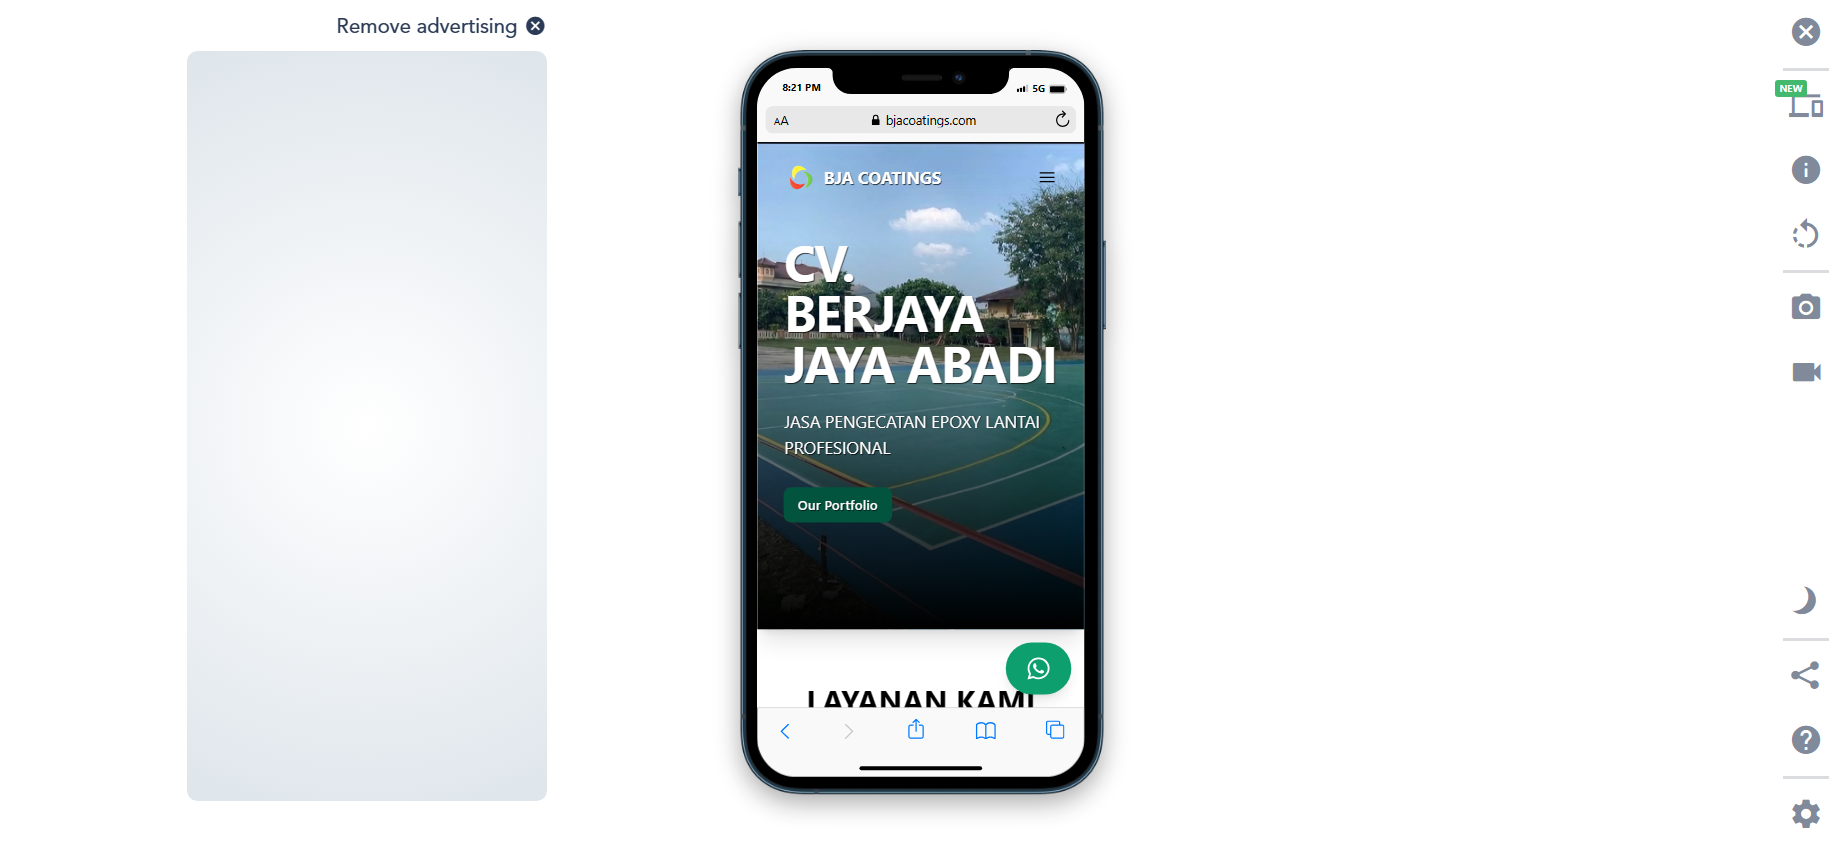 Remove advertising
NEW
8:21 PM
5G
AA
bjacoatings.com
BJA COATINGS
CV.
BERJAYA
JAYA ABADI
JASA PENGECATAN EPOXY LANTAI
PROFESIONAL
Our Portfolio
LAYANAN KAMI